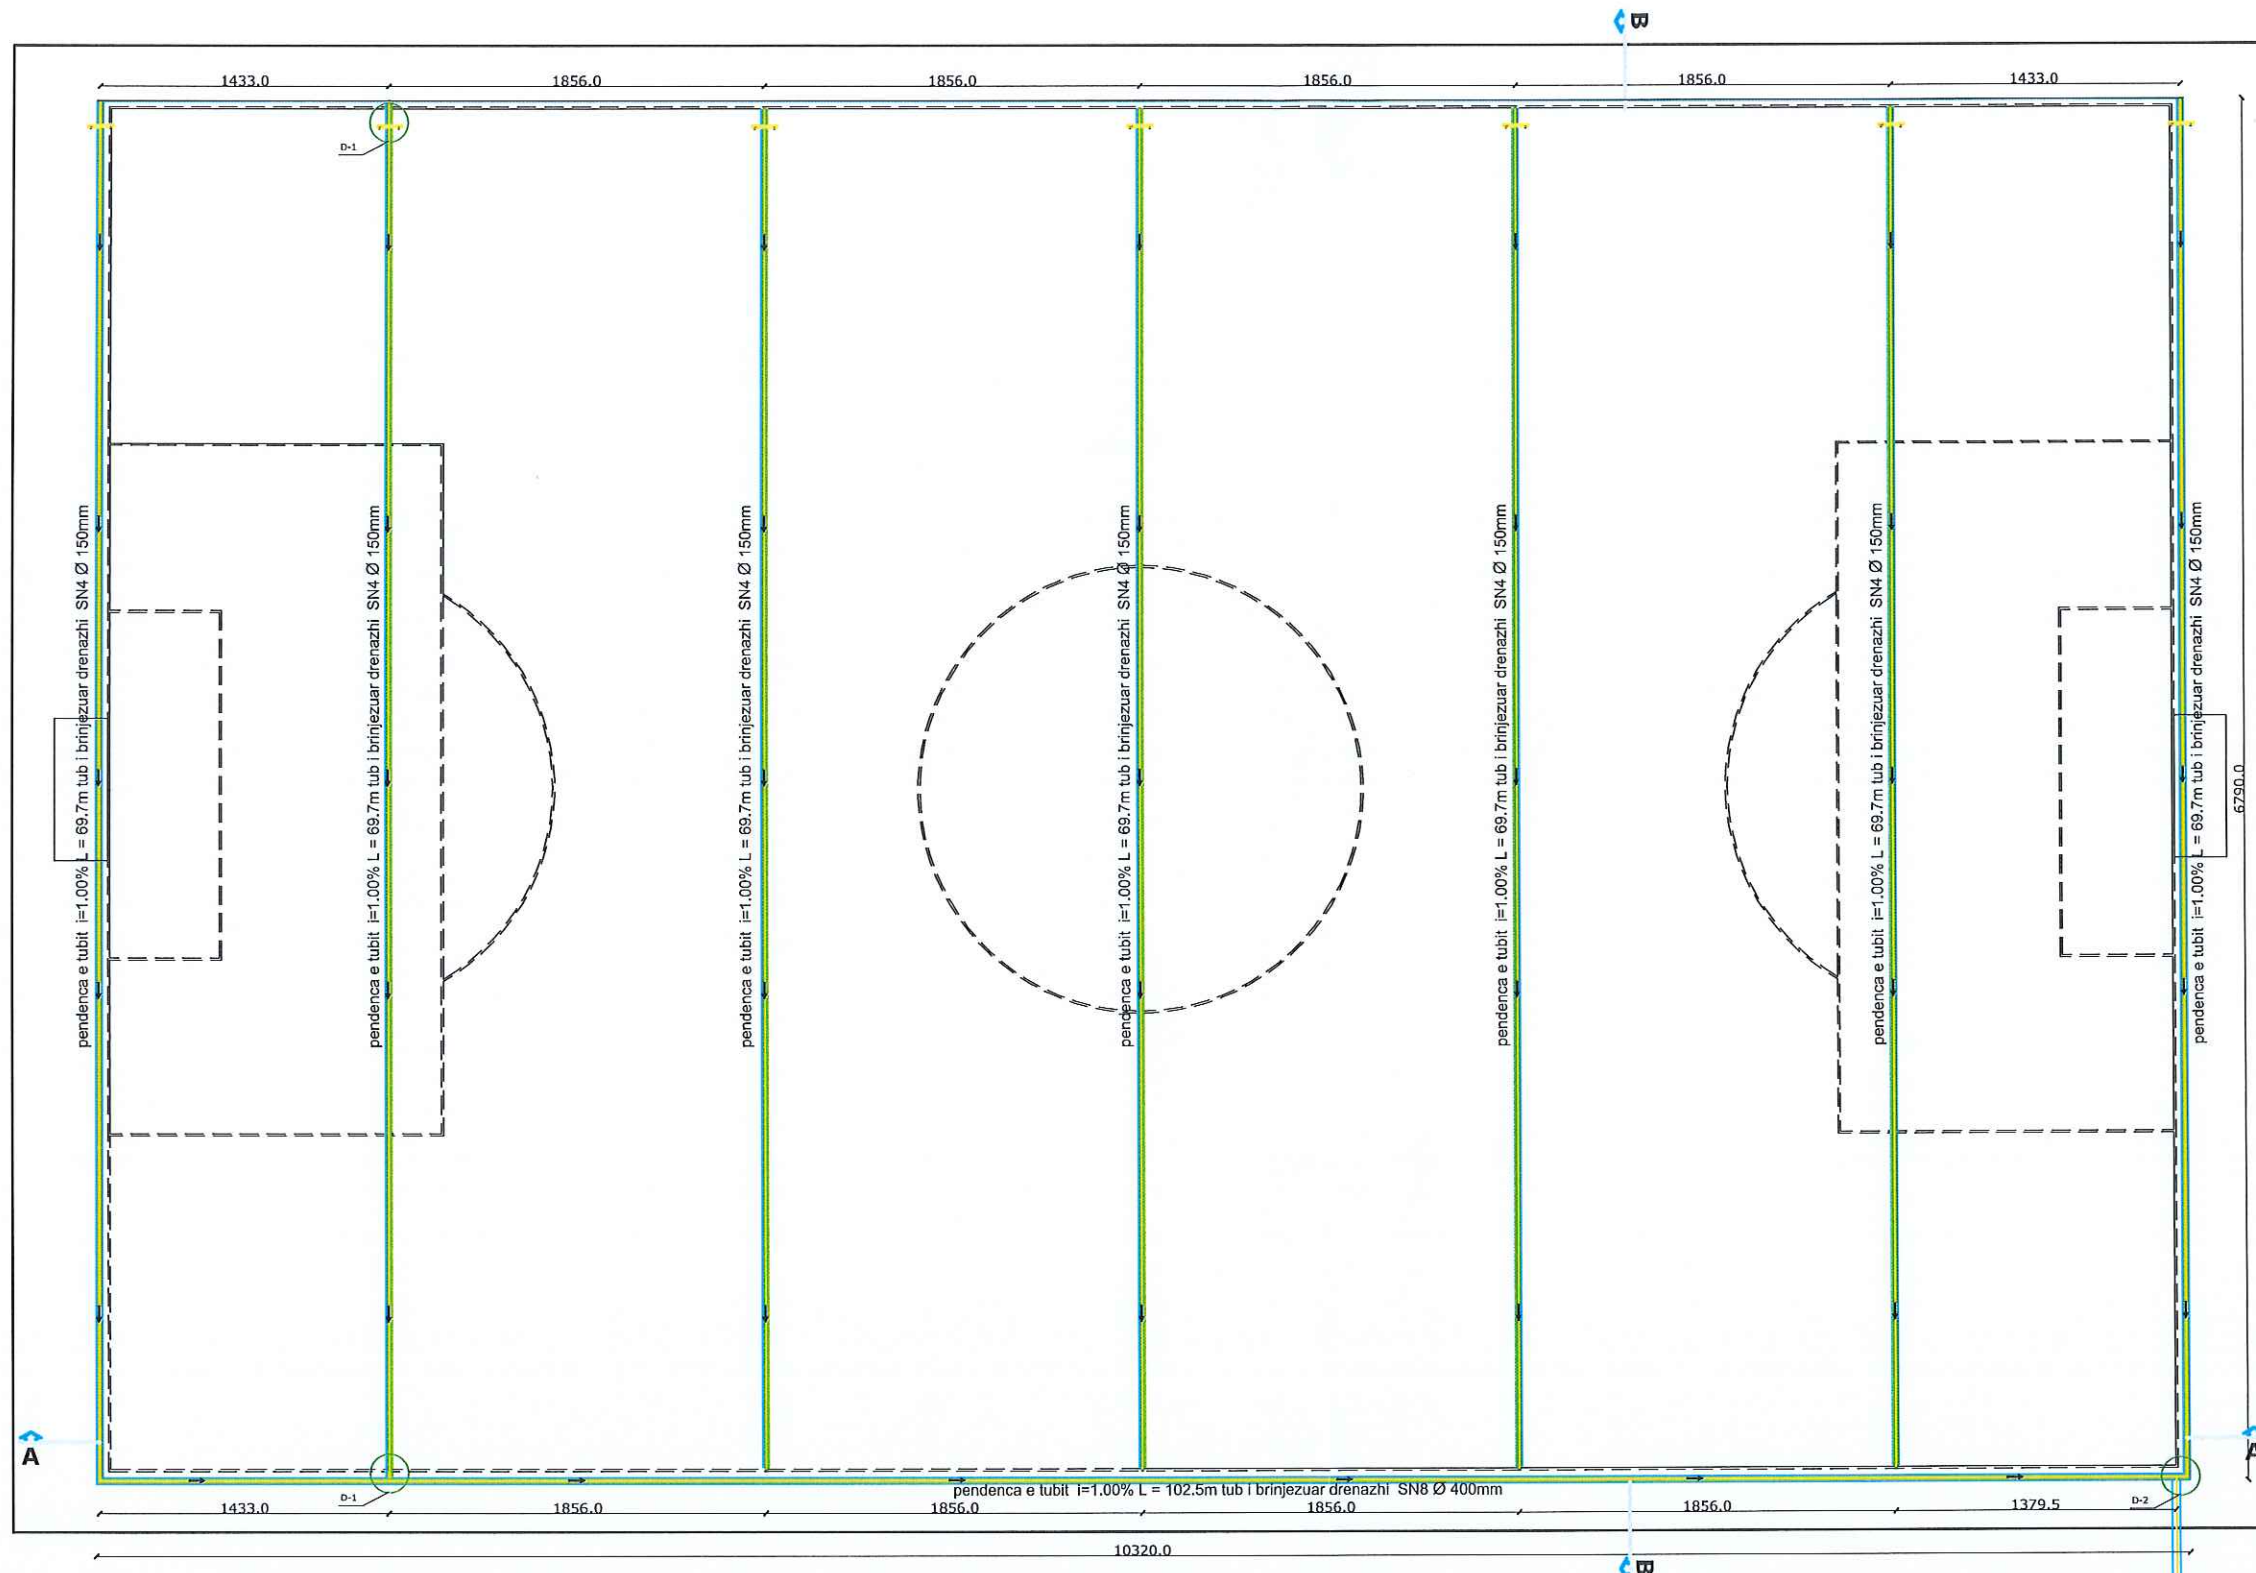 B
1433.0 1856.0 1856.0 1856.0 1856.0 1433.0
D-1
pendenca e tubit i=1.00% L = 69.7m tub i brinjezuar drenazhi SN4 Ø 150mm
pendenca e tubit i=1.00% L = 69.7m tub i brinjezuar drenazhi SN4 Ø 150mm
pendenca e tubit i=1.00% L = 69.7m tub i brinjezuar drenazhi SN4 Ø 150mm
pendenca e tubit i=1.00% L = 69.7m tub i brinjezuar drenazhi SN4 Ø 150mm
pendenca e tubit i=1.00% L = 69.7m tub i brinjezuar drenazhi SN4 Ø 150mm
pendenca e tubit i=1.00% L = 69.7m tub i brinjezuar drenazhi SN4 Ø 150mm
pendenca e tubit i=1.00% L = 69.7m tub i brinjezuar drenazhi SN4 Ø 150mm
6790.0
A
A
pendenca e tubit i=1.00% L = 102.5m tub i brinjezuar drenazhi SN8 Ø 400mm
D-1
D-2
1433.0 1856.0 1856.0 1856.0 1856.0 1379.5
10320.0
B